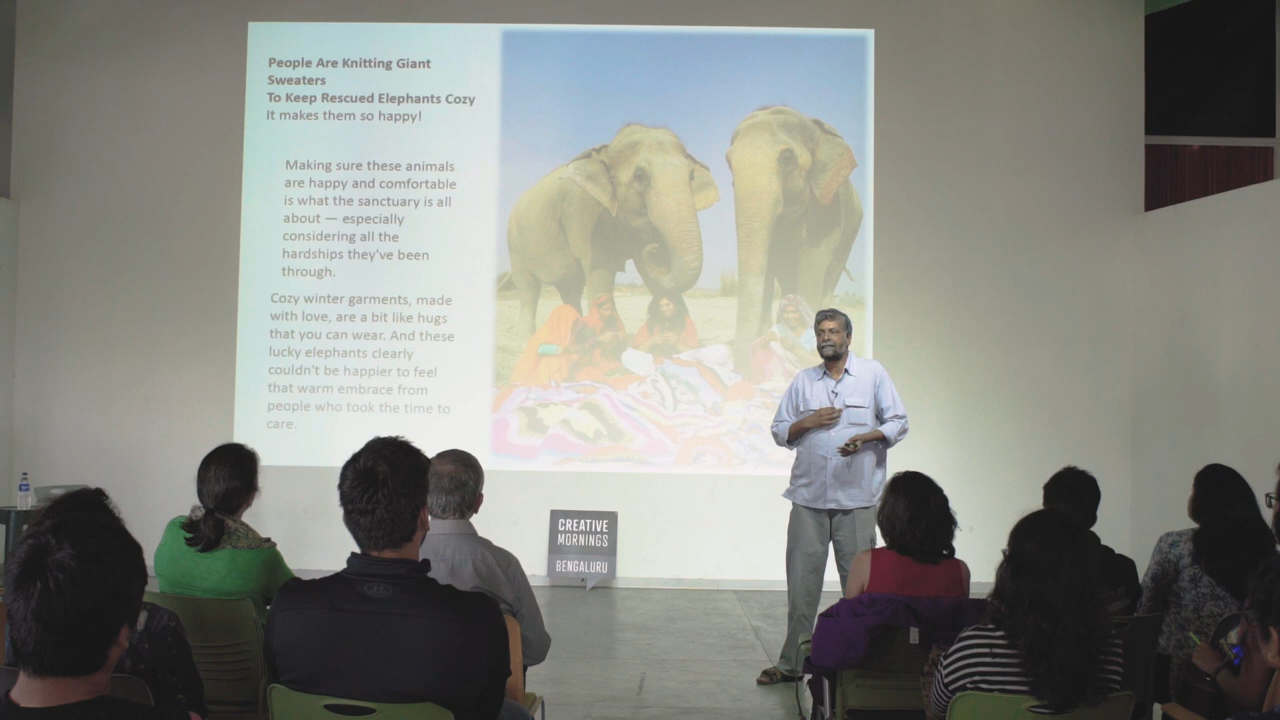 People Are Knitting Giant
Sweaters
To Keep Rescued Elephants Cozy
It makes them so happy!
Making sure these animals
are happy and comfortable
is what the sanctuary is all
about — especially
considering all the
hardships they've been
through.
Cozy winter garments, made
with love, are a bit like hugs
that you can wear. And these
lucky elephants clearly
couldn't be happier to feel
that warm embrace from
people who took the time to
care.
CREATIVE
MORNINGS
BENGALURU